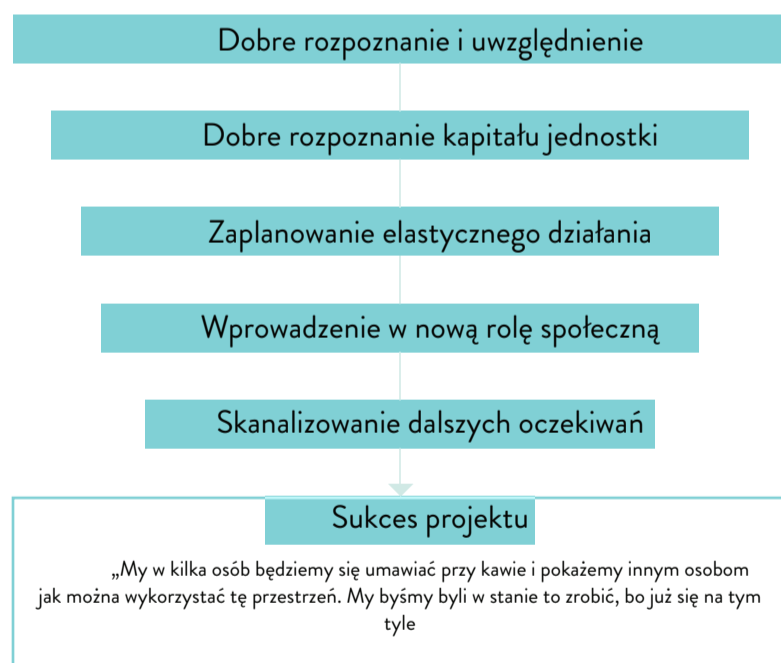 Dobre rozpoznanie i uwzględnienie
Dobre rozpoznanie kapitału jednostki
Zaplanowanie elastycznego działania
Wprowadzenie w nową rolę społeczną
Skanalizowanie dalszych oczekiwań
Sukces projektu
„My w kilka osób będziemy się umawiać przy kawie i pokażemy innym osobom
jak można wykorzystać tę przestrzeń. My byśmy byli w stanie to zrobić, bo już się na tym
tyle